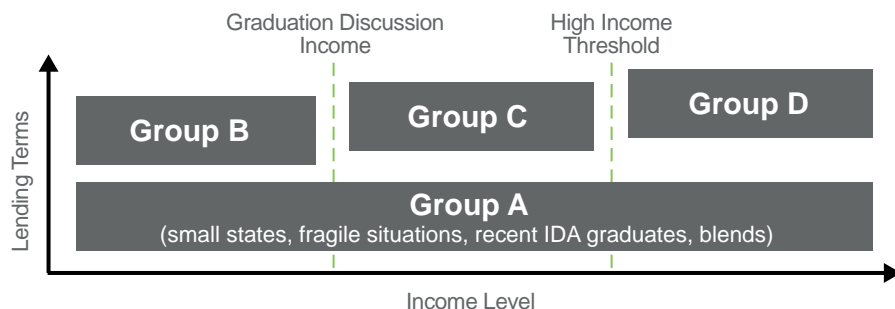 Graduation Discussion
Income
High Income
Threshold
Lending Terms
Group B
Group C
Group D
Group A
(small states, fragile situations, recent IDA graduates, blends)
Income Level